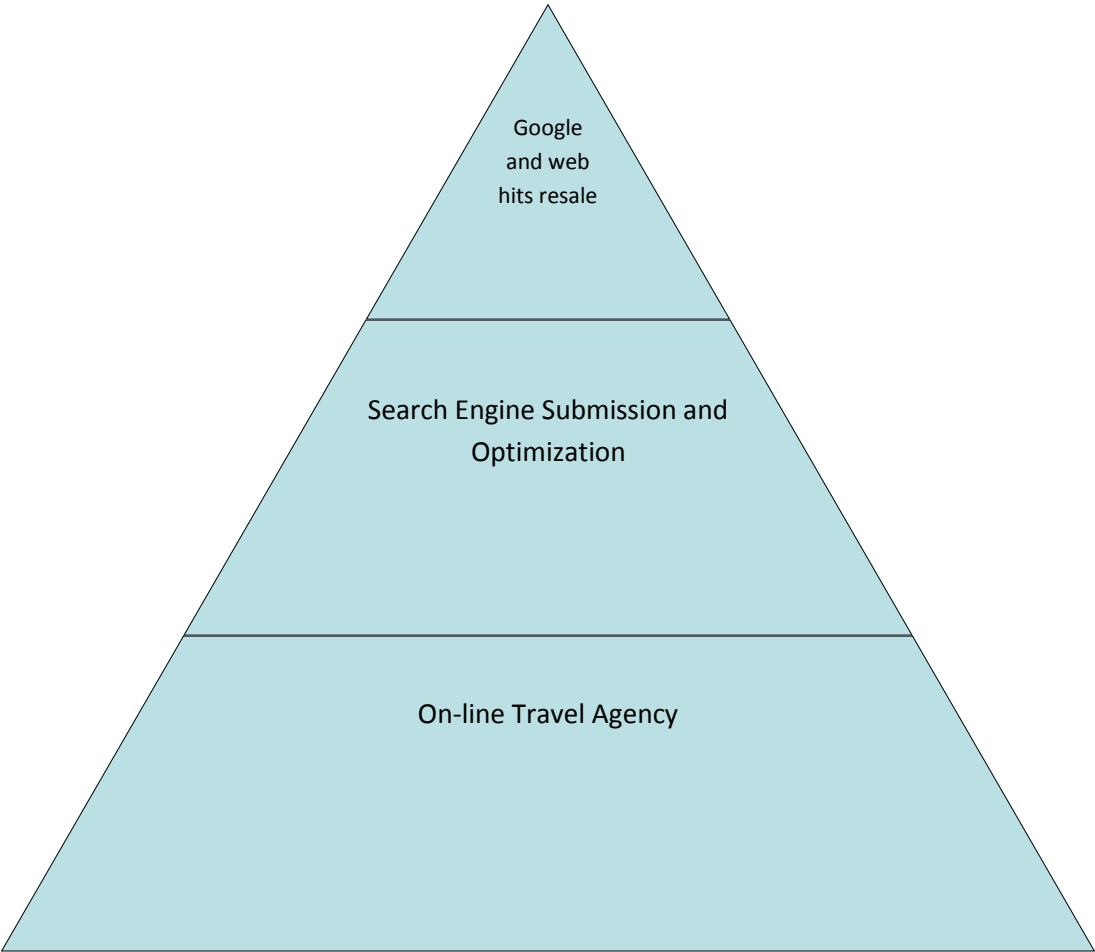 Google
and web
hits resale
Search Engine Submission and
Optimization
On-line Travel Agency